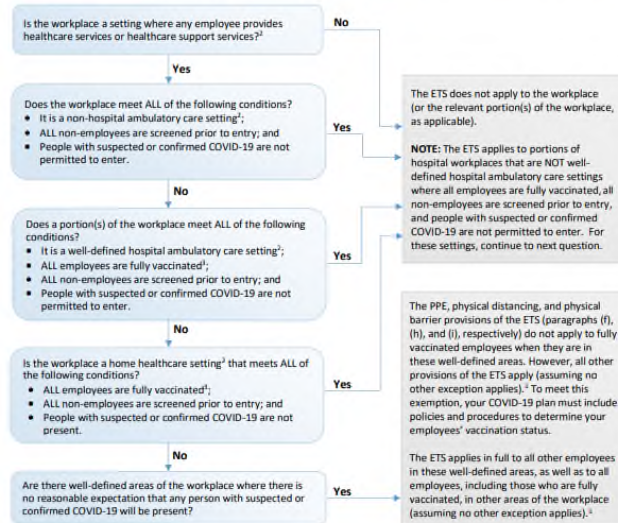 Is the workplace a setting where any employee provides
healthcare services or healthcare support services?²
No
Yes
Does the workplace meet ALL of the following conditions?
▪ It is a non-hospital ambulatory care setting²;
▪ ALL non-employees are screened prior to entry; and
▪ People with suspected or confirmed COVID-19 are not
permitted to enter.
Yes
No
Does a portion(s) of the workplace meet ALL of the following
conditions?
▪ It is a well-defined hospital ambulatory care setting²;
▪ ALL employees are fully vaccinated³;
▪ ALL non-employees are screened prior to entry; and
▪ People with suspected or confirmed COVID-19 are not
permitted to enter.
Yes
No
Is the workplace a home healthcare setting² that meets ALL of
the following conditions?
▪ ALL employees are fully vaccinated³;
▪ ALL non-employees are screened prior to entry; and
▪ People with suspected or confirmed COVID-19 are not
present.
Yes
No
Are there well-defined areas of the workplace where there is
no reasonable expectation that any person with suspected or
confirmed COVID-19 will be present?
Yes
The ETS does not apply to the workplace
(or the relevant portion(s) of the workplace,
as applicable).
NOTE: The ETS applies to portions of
hospital workplaces that are NOT well-
defined hospital ambulatory care settings
where all employees are fully vaccinated, all
non-employees are screened prior to entry,
and people with suspected or confirmed
COVID-19 are not permitted to enter. For
these settings, continue to next question.
The PPE, physical distancing, and physical
barrier provisions of the ETS (paragraphs (f),
(h), and (i), respectively) do not apply to fully
vaccinated employees when they are in
these well-defined areas. However, all other
provisions of the ETS apply (assuming no
other exception applies). To meet this
exemption, your COVID-19 plan must include
policies and procedures to determine your
employees' vaccination status.
The ETS applies in full to all other employees
in these well-defined areas, as well as to all
employees, including those who are fully
vaccinated, in other areas of the workplace
(assuming no other exception applies).